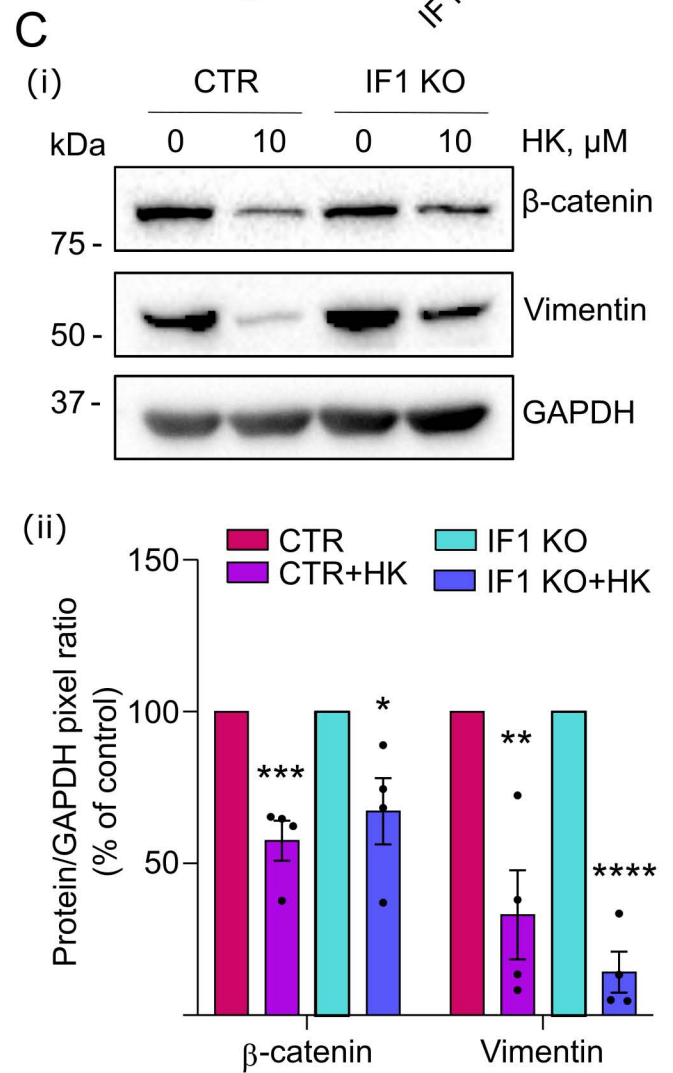 IF1
C
(i)
CTR IF1 KO
kDa 0 10 0 10 HK, µM
β-catenin
75 -
Vimentin
50 -
37 -
GAPDH
(ii)
CTR IF1 KO
CTR+HK IF1 KO+HK
Protein/GAPDH pixel ratio
(% of control)
150
100
50
*** * ** ****
β-catenin Vimentin